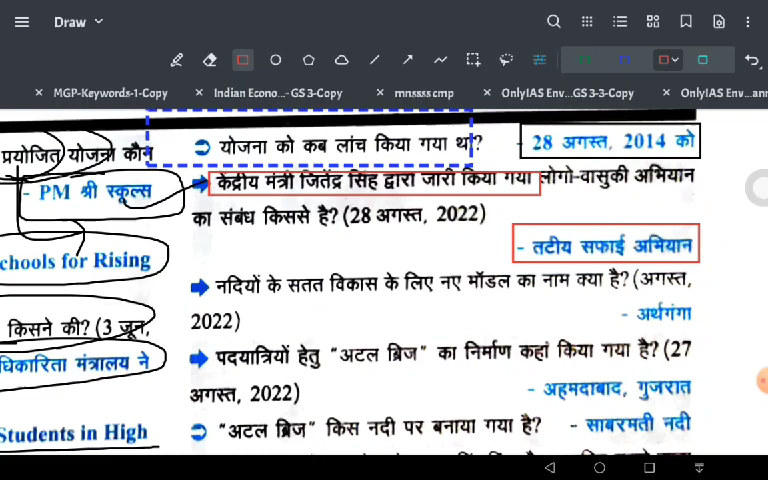 Draw
MGP-Keywords-1-Copy
Indian Econo...-GS 3-Copy
mnssss cmp
OnlyIAS Env...GS 3-3-Copy
OnlyIAS Env...ann
प्रयोजित योजना कौन
- PM श्री स्कूल्स
chools for Rising
किसने की? (3 जून,
धिकारिता मंत्रालय ने
Students in High
योजना को कब लांच किया गया था? - 28 अगस्त, 2014 को
केंद्रीय मंत्री जितेंद्र सिंह द्वारा जारी किया गया लोगो-वासुकी अभियान
का संबंध किससे है? (28 अगस्त, 2022)
- तटीय सफाई अभियान
नदियों के सतत विकास के लिए नए मॉडल का नाम क्या है? (अगस्त,
2022) - अर्थगंगा
पदयात्रियों हेतु "अटल ब्रिज" का निर्माण कहां किया गया है? (27
अगस्त, 2022) - अहमदाबाद, गुजरात
"अटल ब्रिज" किस नदी पर बनाया गया है? - साबरमती नदी